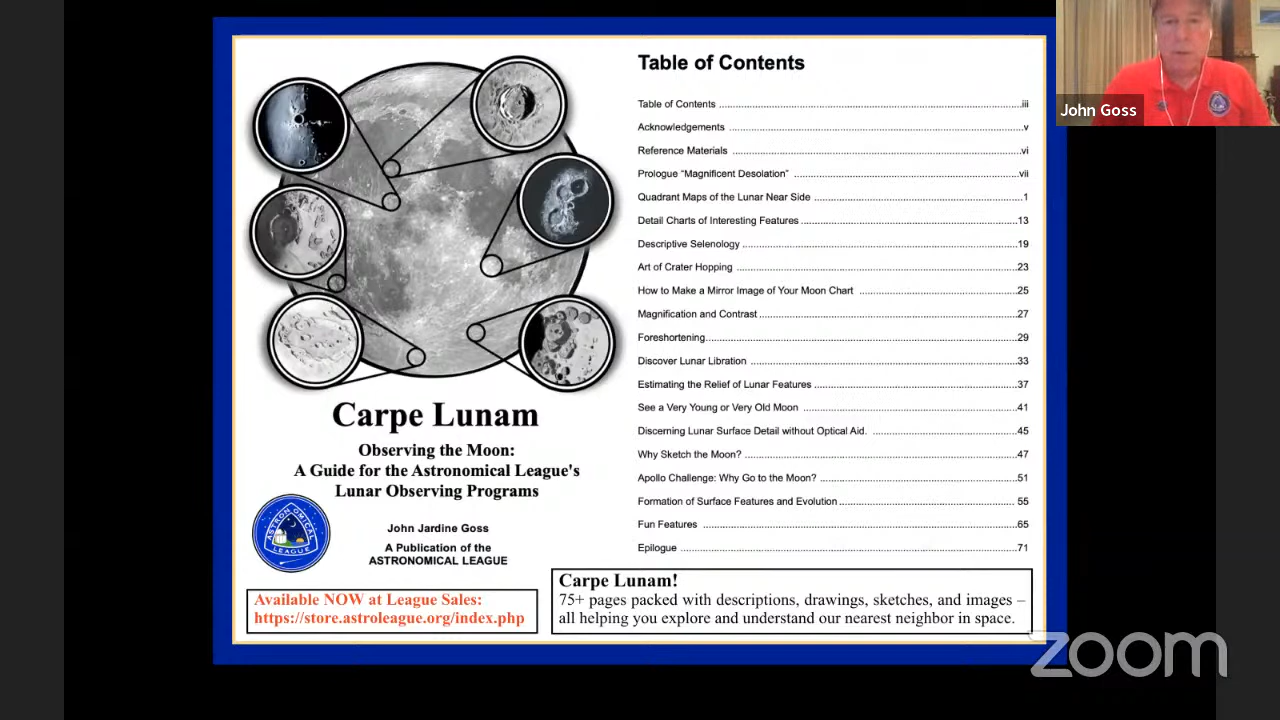 Table of Contents
Table of Contents ..... iii
Acknowledgements ..... v
Reference Materials ..... vi
Prologue “Magnificent Desolation” ..... vii
Quadrant Maps of the Lunar Near Side ..... 1
Detail Charts of Interesting Features ..... 13
Descriptive Selenology ..... 19
Art of Crater Hopping ..... 23
How to Make a Mirror Image of Your Moon Chart ..... 25
Magnification and Contrast ..... 27
Foreshortening ..... 29
Discover Lunar Libration ..... 33
Estimating the Relief of Lunar Features ..... 37
See a Very Young or Very Old Moon ..... 41
Discerning Lunar Surface Detail without Optical Aid. ..... 45
Why Sketch the Moon? ..... 47
Apollo Challenge: Why Go to the Moon? ..... 51
Formation of Surface Features and Evolution ..... 55
Fun Features ..... 65
Epilogue ..... 71
Carpe Lunam
Observing the Moon:
A Guide for the Astronomical League's
Lunar Observing Programs
John Jardine Goss
A Publication of the
ASTRONOMICAL LEAGUE
ASTRONOMICAL
LEAGUE
Available NOW at League Sales:
https://store.astroleague.org/index.php
Carpe Lunam!
75+ pages packed with descriptions, drawings, sketches, and images –
all helping you explore and understand our nearest neighbor in space.
John Goss
zoom